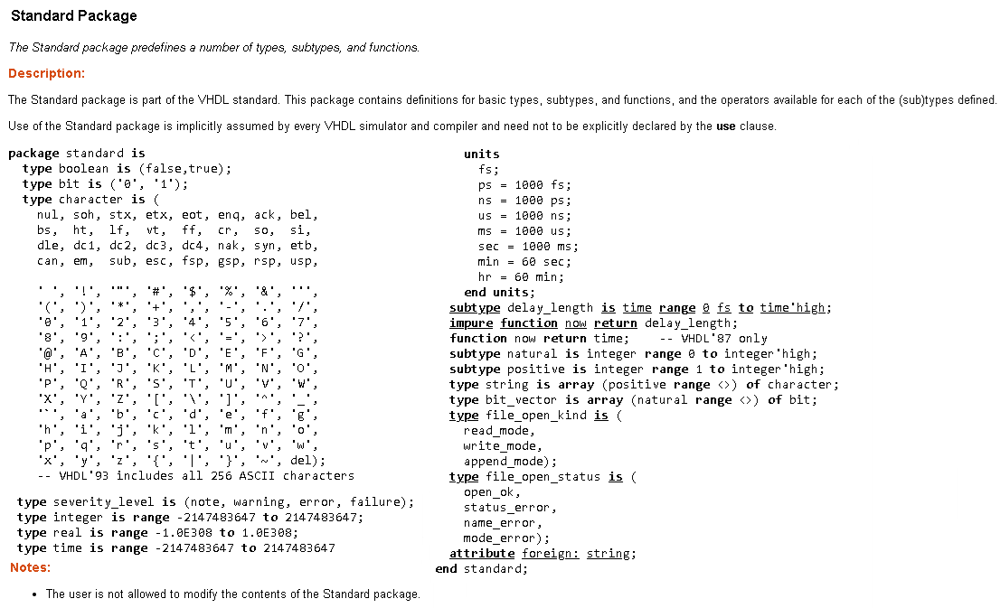 Standard Package
The Standard package predefines a number of types, subtypes, and functions.
Description:
The Standard package is part of the VHDL standard. This package contains definitions for basic types, subtypes, and functions, and the operators available for each of the (sub)types defined.
Use of the Standard package is implicitly assumed by every VHDL simulator and compiler and need not to be explicitly declared by the use clause.
package standard is
type boolean is (false,true);
type bit is ('0', '1');
type character is (
nul, soh, stx, etx, eot, enq, ack, bel,
bs, ht, lf, vt, ff, cr, so, si,
dle, dc1, dc2, dc3, dc4, nak, syn, etb,
can, em, sub, esc, fsp, gsp, rsp, usp,
' ', '!', '"', '#', '$', '%', '&', ''',
'(', ')', '*', '+', ',', '-', '.', '/',
'0', '1', '2', '3', '4', '5', '6', '7',
'8', '9', ':', ';', '<', '=', '>', '?',
'@', 'A', 'B', 'C', 'D', 'E', 'F', 'G',
'H', 'I', 'J', 'K', 'L', 'M', 'N', 'O',
'P', 'Q', 'R', 'S', 'T', 'U', 'V', 'W',
'X', 'Y', 'Z', '[', '\', ']', '^', '_',
'`', 'a', 'b', 'c', 'd', 'e', 'f', 'g',
'h', 'i', 'j', 'k', 'l', 'm', 'n', 'o',
'p', 'q', 'r', 's', 't', 'u', 'v', 'w',
'x', 'y', 'z', '{', '|', '}', '~', del);
-- VHDL'93 includes all 256 ASCII characters
type severity_level is (note, warning, error, failure);
type integer is range -2147483647 to 2147483647;
type real is range -1.0E308 to 1.0E308;
type time is range -2147483647 to 2147483647
units
fs;
ps = 1000 fs;
ns = 1000 ps;
us = 1000 ns;
ms = 1000 us;
sec = 1000 ms;
min = 60 sec;
hr = 60 min;
end units;
subtype delay_length is time range 0 fs to time'high;
impure function now return delay_length;
function now return time; -- VHDL'87 only
subtype natural is integer range 0 to integer'high;
subtype positive is integer range 1 to integer'high;
type string is array (positive range <>) of character;
type bit_vector is array (natural range <>) of bit;
type file_open_kind is (
read_mode,
write_mode,
append_mode);
type file_open_status is (
open_ok,
status_error,
name_error,
mode_error);
attribute foreign: string;
end standard;
Notes:
• The user is not allowed to modify the contents of the Standard package.